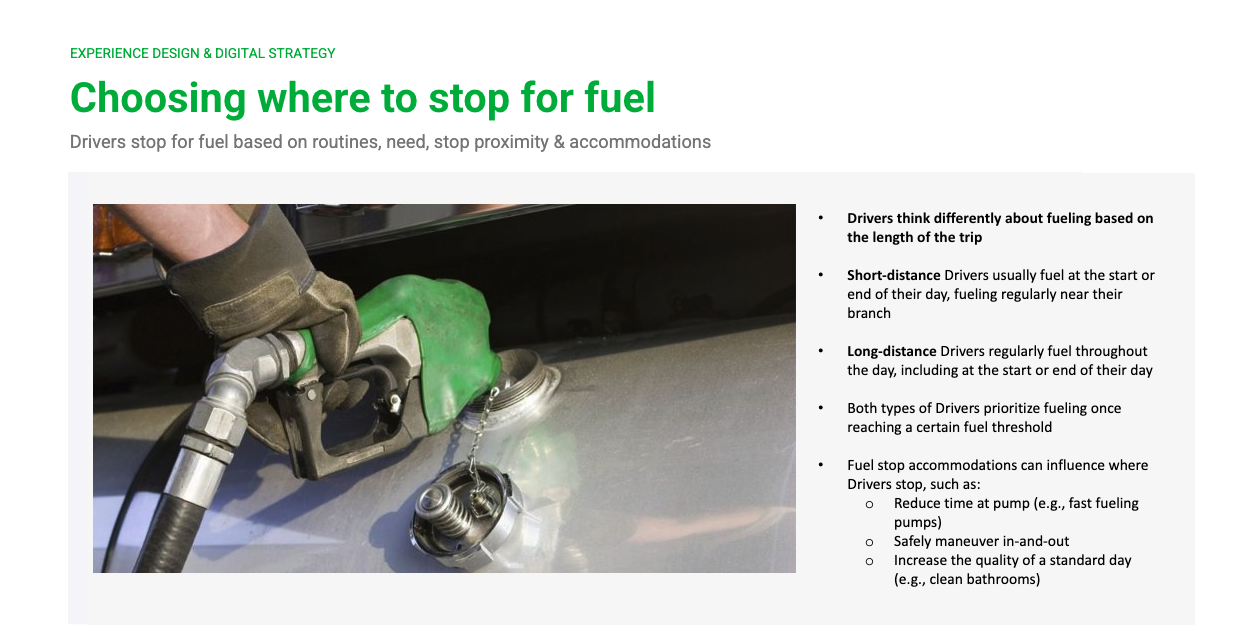 EXPERIENCE DESIGN & DIGITAL STRATEGY
Choosing where to stop for fuel
Drivers stop for fuel based on routines, need, stop proximity & accommodations
• Drivers think differently about fueling based on
the length of the trip
• Short-distance Drivers usually fuel at the start or
end of their day, fueling regularly near their
branch
• Long-distance Drivers regularly fuel throughout
the day, including at the start or end of their day
• Both types of Drivers prioritize fueling once
reaching a certain fuel threshold
• Fuel stop accommodations can influence where
Drivers stop, such as:
o Reduce time at pump (e.g., fast fueling
pumps)
o Safely maneuver in-and-out
o Increase the quality of a standard day
(e.g., clean bathrooms)